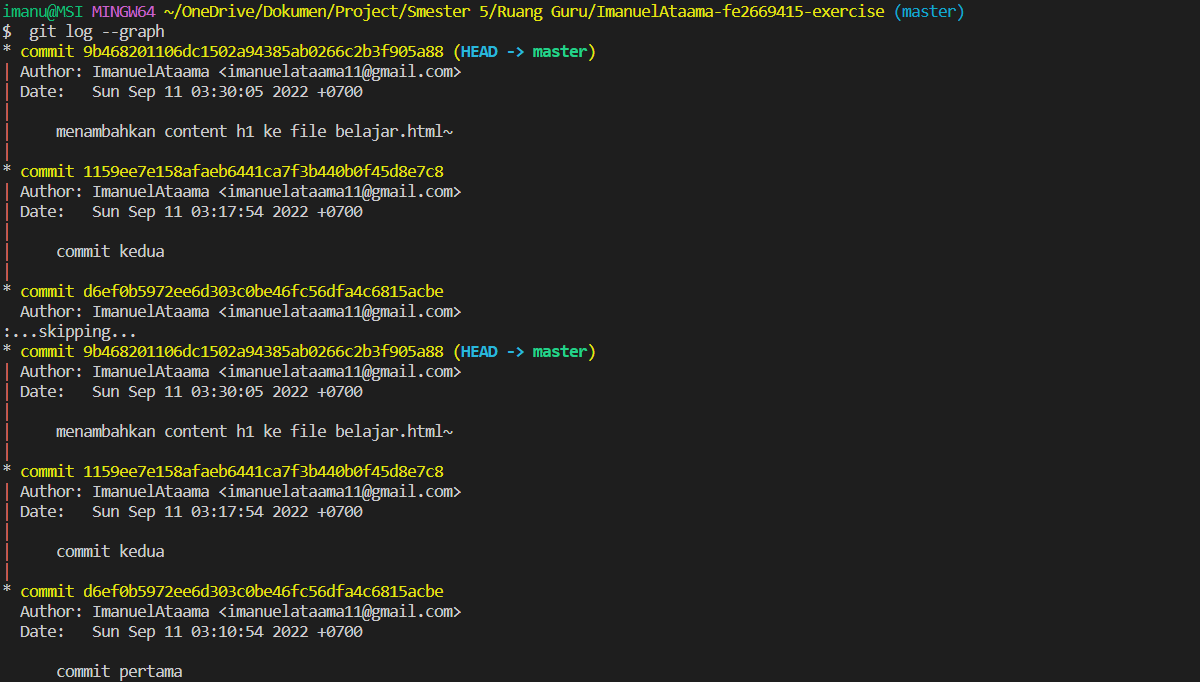 imanu@MSI MINGW64 ~/OneDrive/Dokumen/Project/Smester 5/Ruang Guru/ImanuelAtaama-fe2669415-exercise (master)
$  git log --graph
* commit 9b468201106dc1502a94385ab0266c2b3f905a88 (HEAD -> master)
| Author: ImanuelAtaama <imanuelataama11@gmail.com>
| Date:   Sun Sep 11 03:30:05 2022 +0700
|
|     menambahkan content h1 ke file belajar.html~
|
* commit 1159ee7e158afaeb6441ca7f3b440b0f45d8e7c8
| Author: ImanuelAtaama <imanuelataama11@gmail.com>
| Date:   Sun Sep 11 03:17:54 2022 +0700
|
|     commit kedua
|
* commit d6ef0b5972ee6d303c0be46fc56dfa4c6815acbe
  Author: ImanuelAtaama <imanuelataama11@gmail.com>
:...skipping...
* commit 9b468201106dc1502a94385ab0266c2b3f905a88 (HEAD -> master)
| Author: ImanuelAtaama <imanuelataama11@gmail.com>
| Date:   Sun Sep 11 03:30:05 2022 +0700
|
|     menambahkan content h1 ke file belajar.html~
|
* commit 1159ee7e158afaeb6441ca7f3b440b0f45d8e7c8
| Author: ImanuelAtaama <imanuelataama11@gmail.com>
| Date:   Sun Sep 11 03:17:54 2022 +0700
|
|     commit kedua
|
* commit d6ef0b5972ee6d303c0be46fc56dfa4c6815acbe
  Author: ImanuelAtaama <imanuelataama11@gmail.com>
  Date:   Sun Sep 11 03:10:54 2022 +0700

      commit pertama